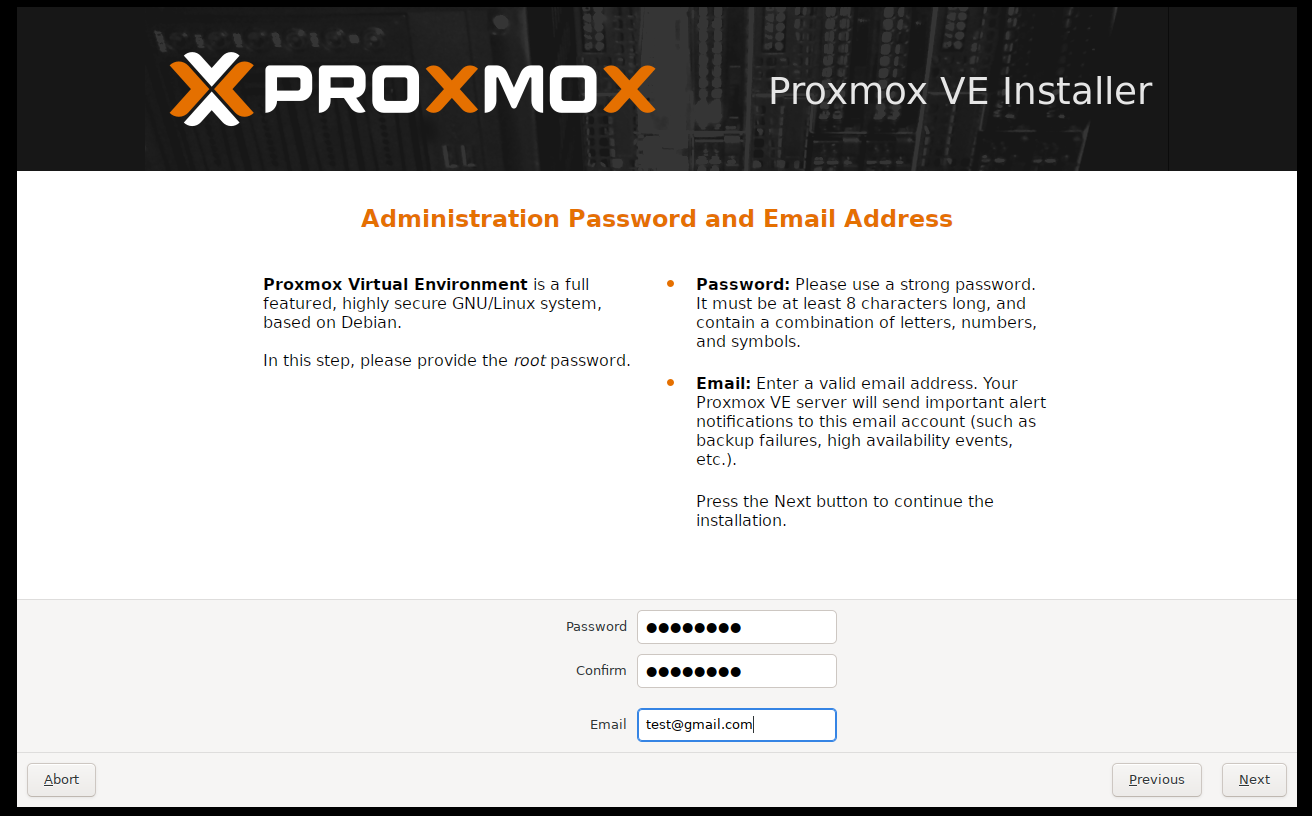 PROXMOX
Proxmox VE Installer
Administration Password and Email Address
Proxmox Virtual Environment is a full
featured, highly secure GNU/Linux system,
based on Debian.
In this step, please provide the root password.
Password: Please use a strong password.
It must be at least 8 characters long, and
contain a combination of letters, numbers,
and symbols.
Email: Enter a valid email address. Your
Proxmox VE server will send important alert
notifications to this email account (such as
backup failures, high availability events,
etc.).
Press the Next button to continue the
installation.
Password ●●●●●●●●
Confirm ●●●●●●●●
Email test@gmail.com
Abort Previous Next